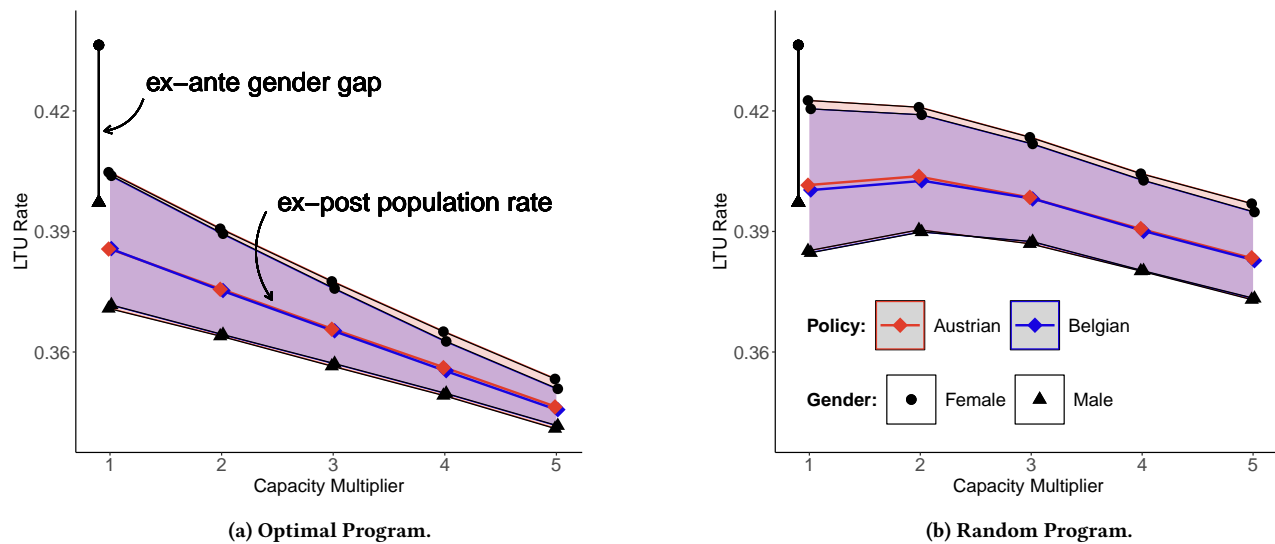 ex-ante gender gap
ex-post population rate
0.42
0.39
0.36
LTU Rate
1 2 3 4 5
Capacity Multiplier
(a) Optimal Program.
0.42
0.39
0.36
LTU Rate
Policy: Austrian Belgian
Gender: Female Male
1 2 3 4 5
Capacity Multiplier
(b) Random Program.